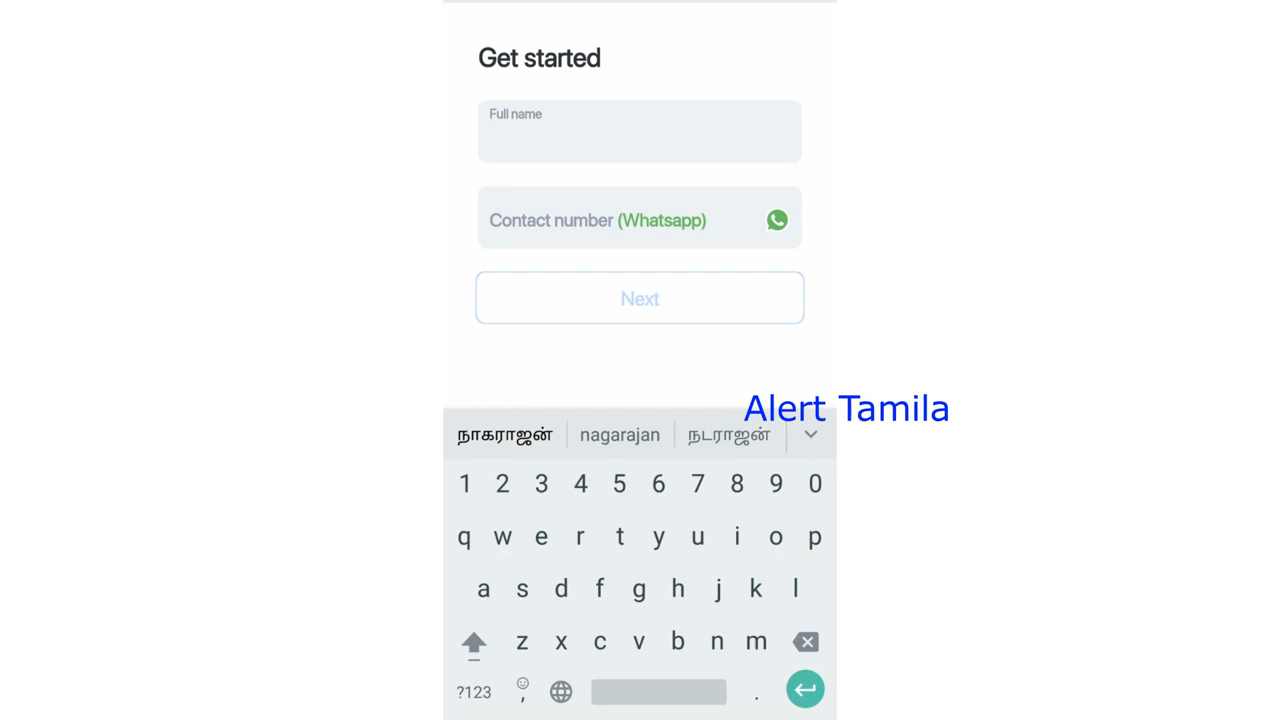 Get started
Full name
Contact number (Whatsapp)
Next
Alert Tamila
நாகராஜன் nagarajan நடராஜன்
1 2 3 4 5 6 7 8 9 0
q w e r t y u i o p
a s d f g h j k l
z x c v b n m
?123 , .